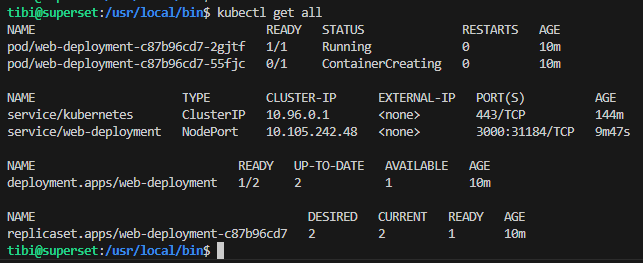 tibi@superset:/usr/local/bin$ kubectl get all
NAME READY STATUS RESTARTS AGE
pod/web-deployment-c87b96cd7-2gjtf 1/1 Running 0 10m
pod/web-deployment-c87b96cd7-55fjc 0/1 ContainerCreating 0 10m
NAME TYPE CLUSTER-IP EXTERNAL-IP PORT(S) AGE
service/kubernetes ClusterIP 10.96.0.1 <none> 443/TCP 144m
service/web-deployment NodePort 10.105.242.48 <none> 3000:31184/TCP 9m47s
NAME READY UP-TO-DATE AVAILABLE AGE
deployment.apps/web-deployment 1/2 2 1 10m
NAME DESIRED CURRENT READY AGE
replicaset.apps/web-deployment-c87b96cd7 2 2 1 10m
tibi@superset:/usr/local/bin$